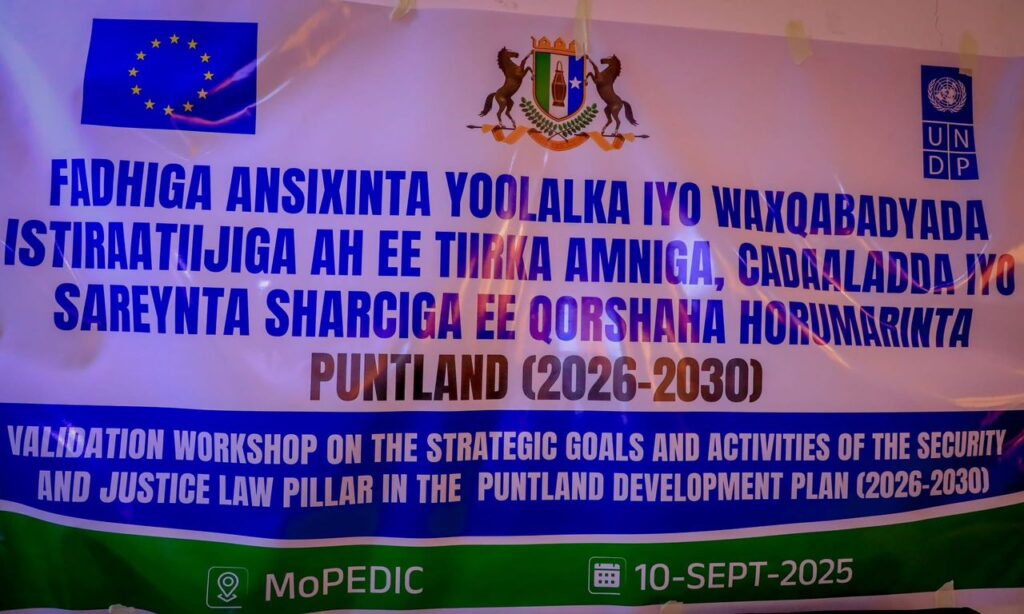 UN
DP
FADHIGA ANSIXINTA YOOLALKA IYO WAXQABADYADA
ISTIRAATIIJIGA AH EE TIIRKA AMNIGA, CADAALADDA IYO
SAREYNTA SHARCIGA EE QORSHAHA HORUMARINTA
PUNTLAND (2026-2030)
VALIDATION WORKSHOP ON THE STRATEGIC GOALS AND ACTIVITIES OF THE SECURITY
AND JUSTICE LAW PILLAR IN THE PUNTLAND DEVELOPMENT PLAN (2026-2030)
MoPEDIC
10-SEPT-2025